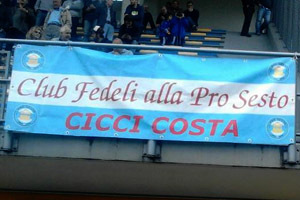 Club Fedeli alla Pro Sesto
CICCI COSTA